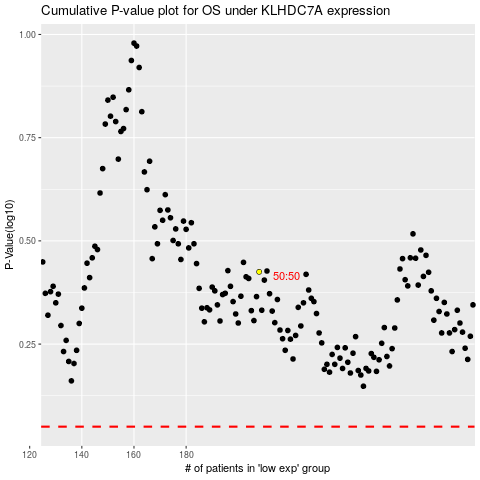 Cumulative P-value plot for OS under KLHDC7A expression
P-Value(log10)
1.00
0.75
0.50
0.25
50:50
120 140 160 180
# of patients in 'low exp' group